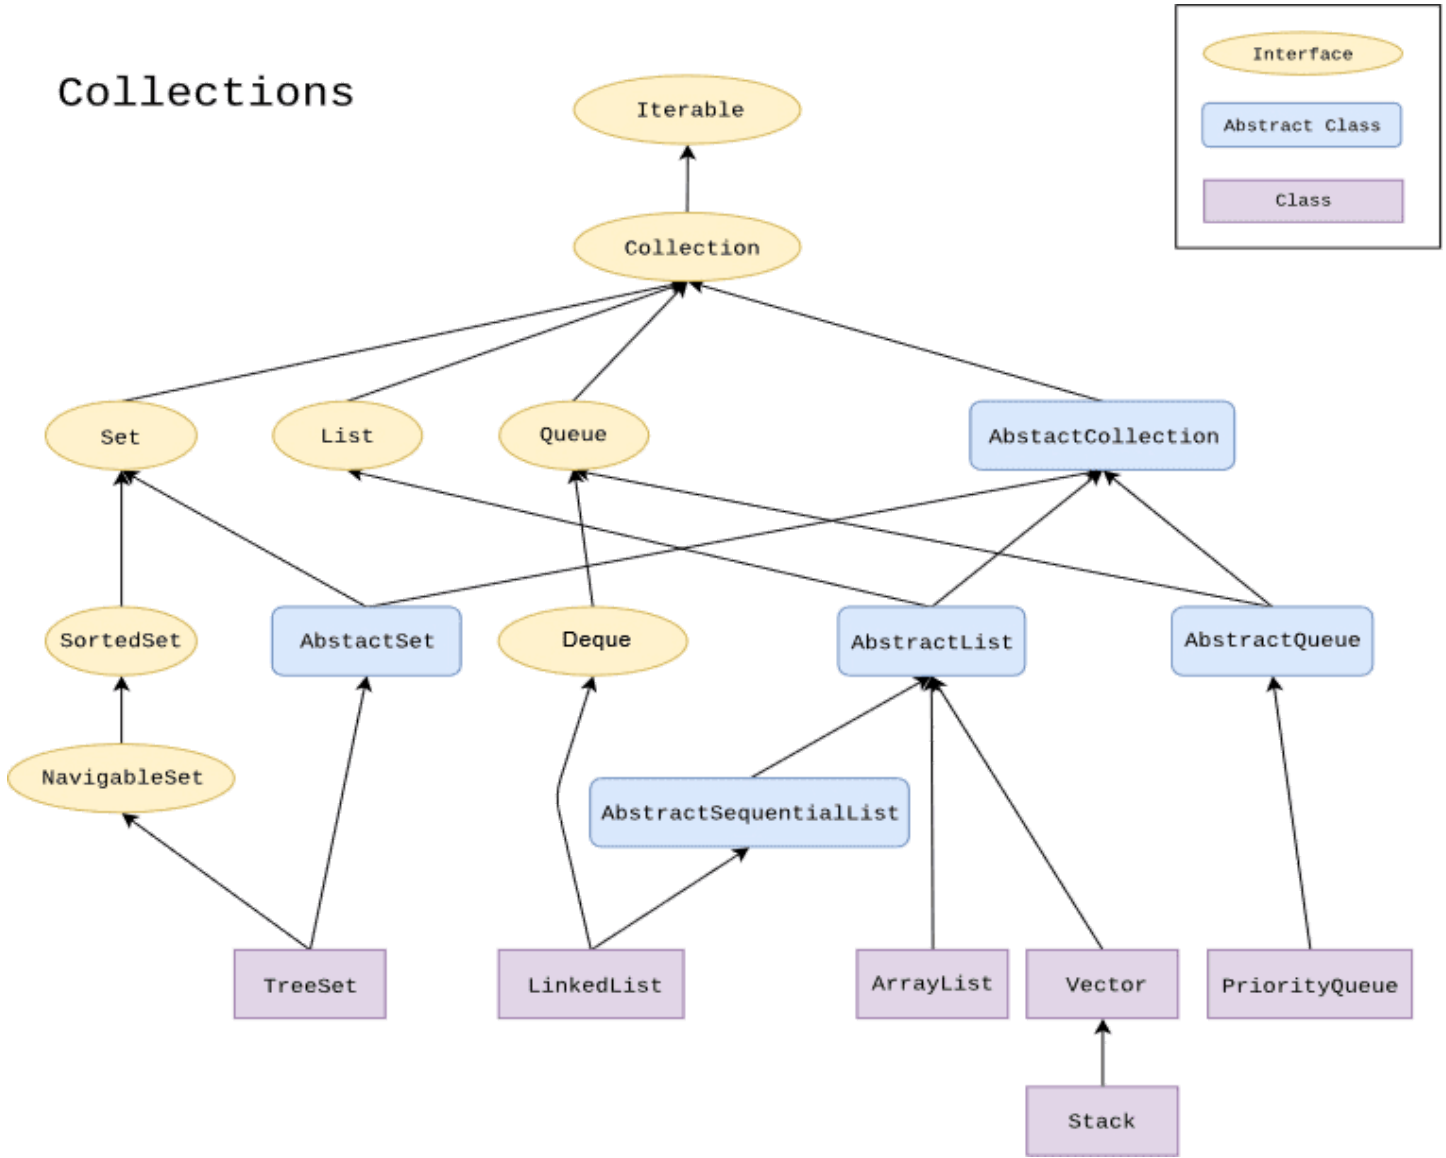 Collections
Interface
Abstract Class
Class
Iterable
Collection
Set
List
Queue
AbstactCollection
SortedSet
AbstactSet
Deque
AbstractList
AbstractQueue
NavigableSet
AbstractSequentialList
TreeSet
LinkedList
ArrayList
Vector
PriorityQueue
Stack